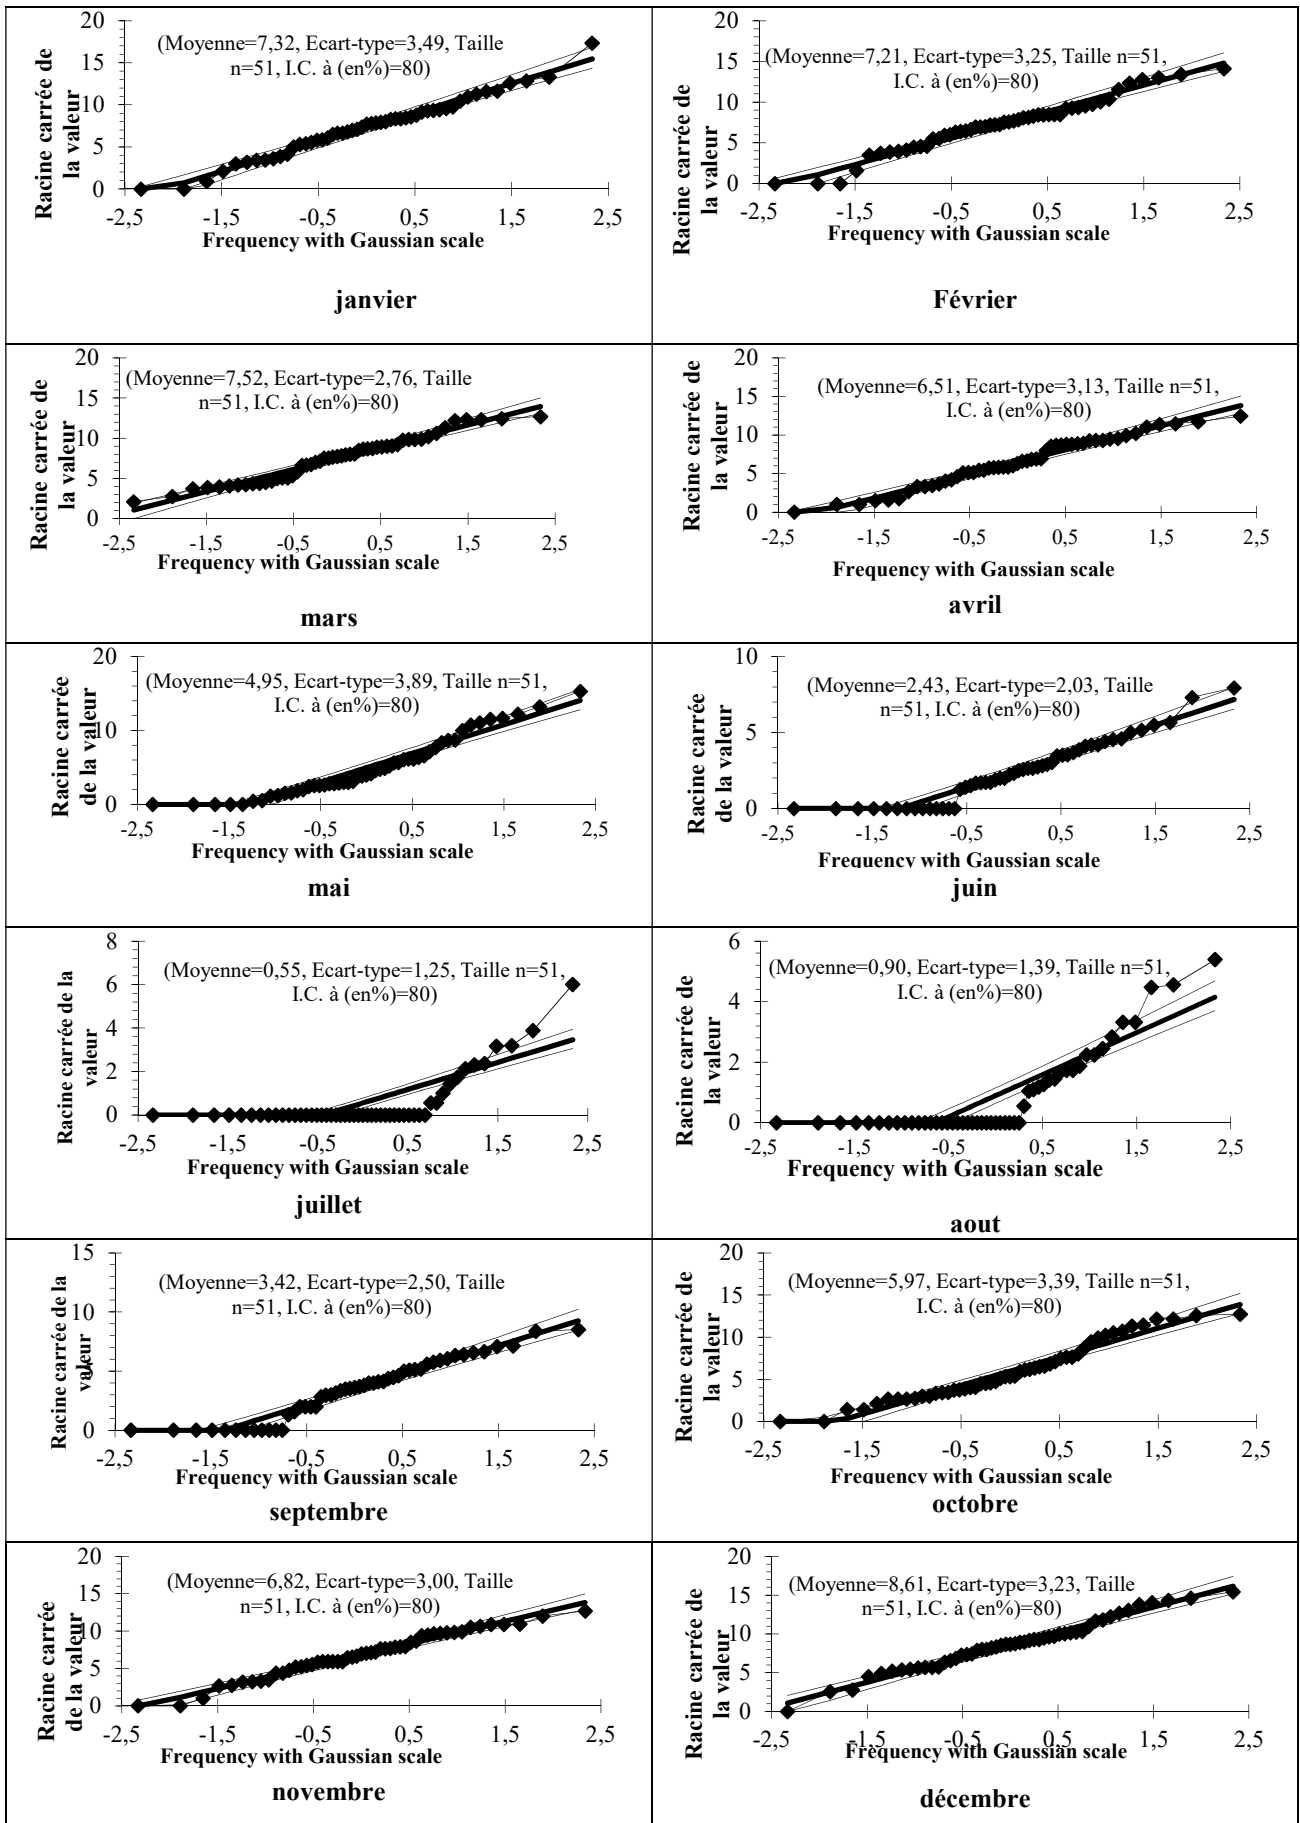 20
15
10
5
0
Racine carrée de
la valeur
(Moyenne=7,32, Ecart-type=3,49, Taille
n=51, I.C. à (en%)=80)
-2,5 -1,5 -0,5 0,5 1,5 2,5
Frequency with Gaussian scale
janvier
20
15
10
5
0
Racine carrée de
la valeur
(Moyenne=7,21, Ecart-type=3,25, Taille n=51,
I.C. à (en%)=80)
-2,5 -1,5 -0,5 0,5 1,5 2,5
Frequency with Gaussian scale
Février
20
15
10
5
0
Racine carrée de
la valeur
(Moyenne=7,52, Ecart-type=2,76, Taille
n=51, I.C. à (en%)=80)
-2,5 -1,5 -0,5 0,5 1,5 2,5
Frequency with Gaussian scale
mars
20
15
10
5
0
Racine carrée de
la valeur
(Moyenne=6,51, Ecart-type=3,13, Taille n=51,
I.C. à (en%)=80)
-2,5 -1,5 -0,5 0,5 1,5 2,5
Frequency with Gaussian scale
avril
20
10
0
Racine carrée
de la valeur
(Moyenne=4,95, Ecart-type=3,89, Taille n=51,
I.C. à (en%)=80)
-2,5 -1,5 -0,5 0,5 1,5 2,5
Frequency with Gaussian scale
mai
10
5
0
Racine carrée
de la valeur
(Moyenne=2,43, Ecart-type=2,03, Taille
n=51, I.C. à (en%)=80)
-2,5 -1,5 -0,5 0,5 1,5 2,5
Frequency with Gaussian scale
juin
8
6
4
2
0
Racine carrée de la
valeur
(Moyenne=0,55, Ecart-type=1,25, Taille n=51,
I.C. à (en%)=80)
-2,5 -1,5 -0,5 0,5 1,5 2,5
Frequency with Gaussian scale
juillet
6
4
2
0
Racine carrée de
la valeur
(Moyenne=0,90, Ecart-type=1,39, Taille n=51,
I.C. à (en%)=80)
-2,5 -1,5 -0,5 0,5 1,5 2,5
Frequency with Gaussian scale
aout
15
10
5
0
Racine carrée de la
valeur
(Moyenne=3,42, Ecart-type=2,50, Taille
n=51, I.C. à (en%)=80)
-2,5 -1,5 -0,5 0,5 1,5 2,5
Frequency with Gaussian scale
septembre
20
15
10
5
0
Racine carrée de
la valeur
(Moyenne=5,97, Ecart-type=3,39, Taille n=51,
I.C. à (en%)=80)
-2,5 -1,5 -0,5 0,5 1,5 2,5
Frequency with Gaussian scale
octobre
20
15
10
5
0
Racine carrée
de la valeur
(Moyenne=6,82, Ecart-type=3,00, Taille
n=51, I.C. à (en%)=80)
-2,5 -1,5 -0,5 0,5 1,5 2,5
Frequency with Gaussian scale
novembre
20
15
10
5
0
Racine carrée de
la valeur
(Moyenne=8,61, Ecart-type=3,23, Taille
n=51, I.C. à (en%)=80)
-2,5 -1,5 -0,5 0,5 1,5 2,5
Frequency with Gaussian scale
décembre